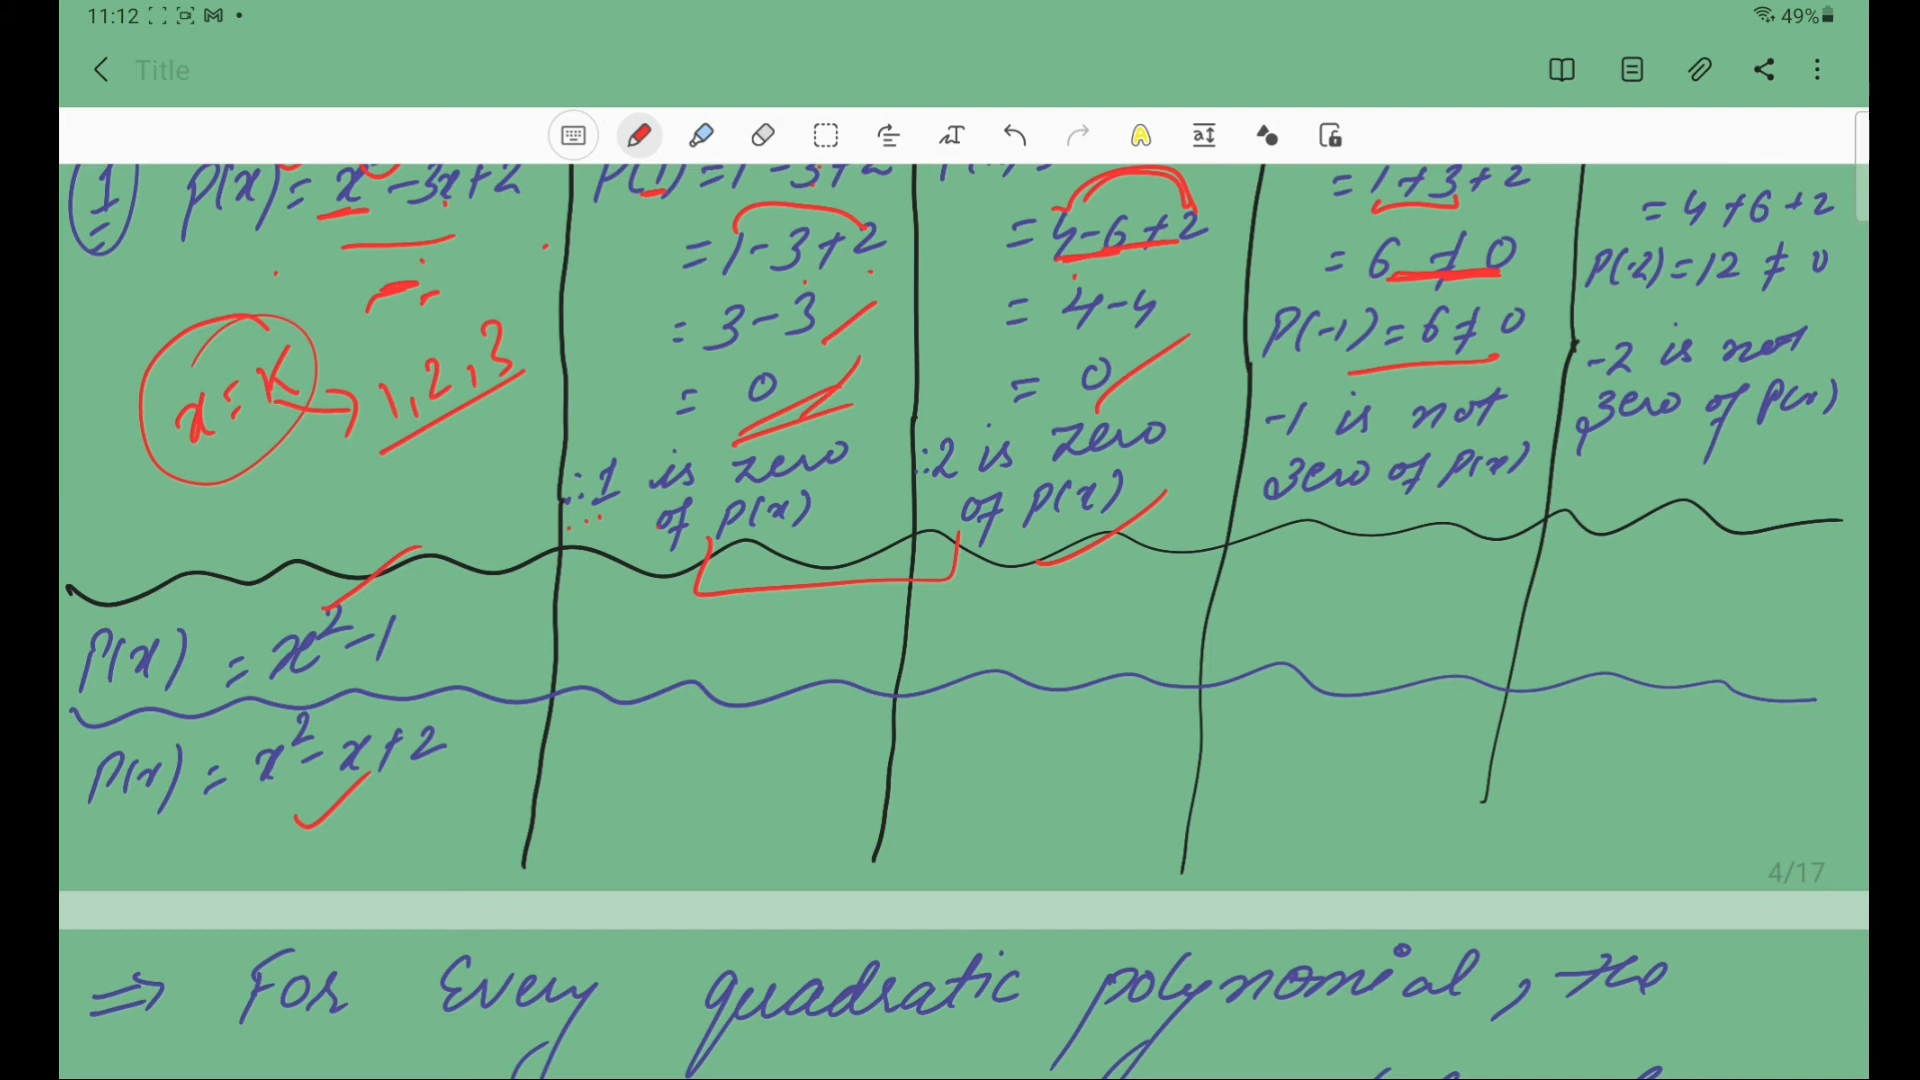 11:12
49%
Title
1 P(x) = x² - 3x + 2
x = K → 1, 2, 3
P(1) = 1 - 3 + 2
= 1 - 3 + 2
= 3 - 3
= 0
∴ 1 is zero
of P(x)
= 4 - 6 + 2
= 4 - 4
= 0
∴ 2 is zero
of P(x)
= 1 + 3 + 2
= 6 ≠ 0
P(-1) = 6 ≠ 0
-1 is not
zero of P(x)
= 4 + 6 + 2
P(-2) = 12 ≠ 0
-2 is not
zero of P(x)
P(x) = x² - 1
P(x) = x² - x + 2
4/17
⇒ For Every quadratic polynomial, the